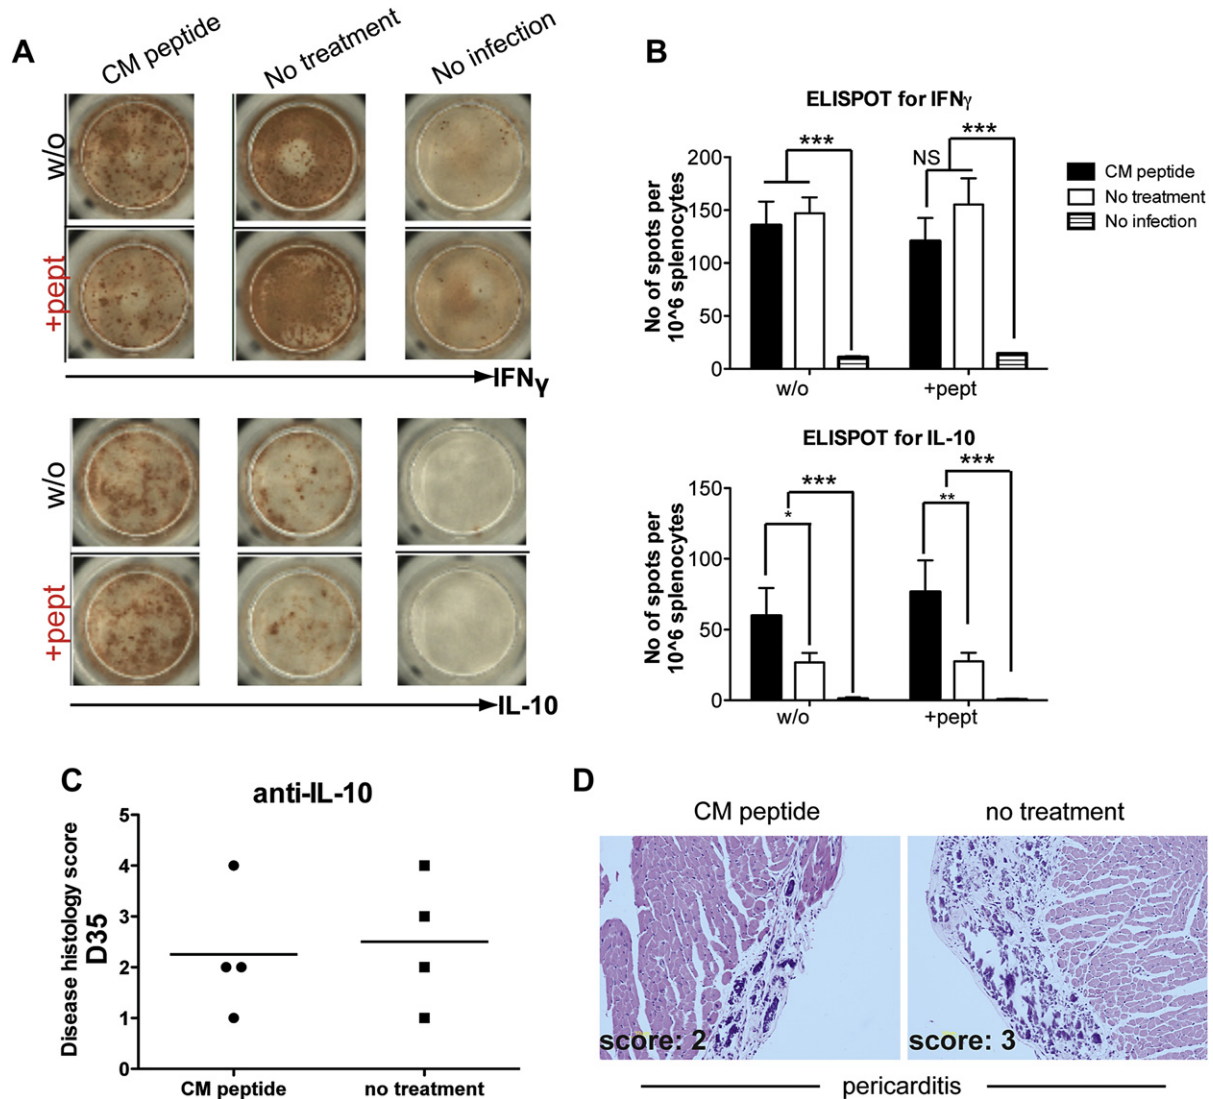 A
CM peptide
No treatment
No infection
w/o
+pept
IFNγ
w/o
+pept
IL-10
B
ELISPOT for IFNγ
No of spots per
10^6 splenocytes
200
150
100
50
0
***
NS
***
w/o
+pept
CM peptide
No treatment
No infection
ELISPOT for IL-10
No of spots per
10^6 splenocytes
150
100
50
0
*
***
**
***
w/o
+pept
C
anti-IL-10
Disease histology score
D35
5
4
3
2
1
0
CM peptide
no treatment
D
CM peptide
no treatment
score: 2
score: 3
pericarditis